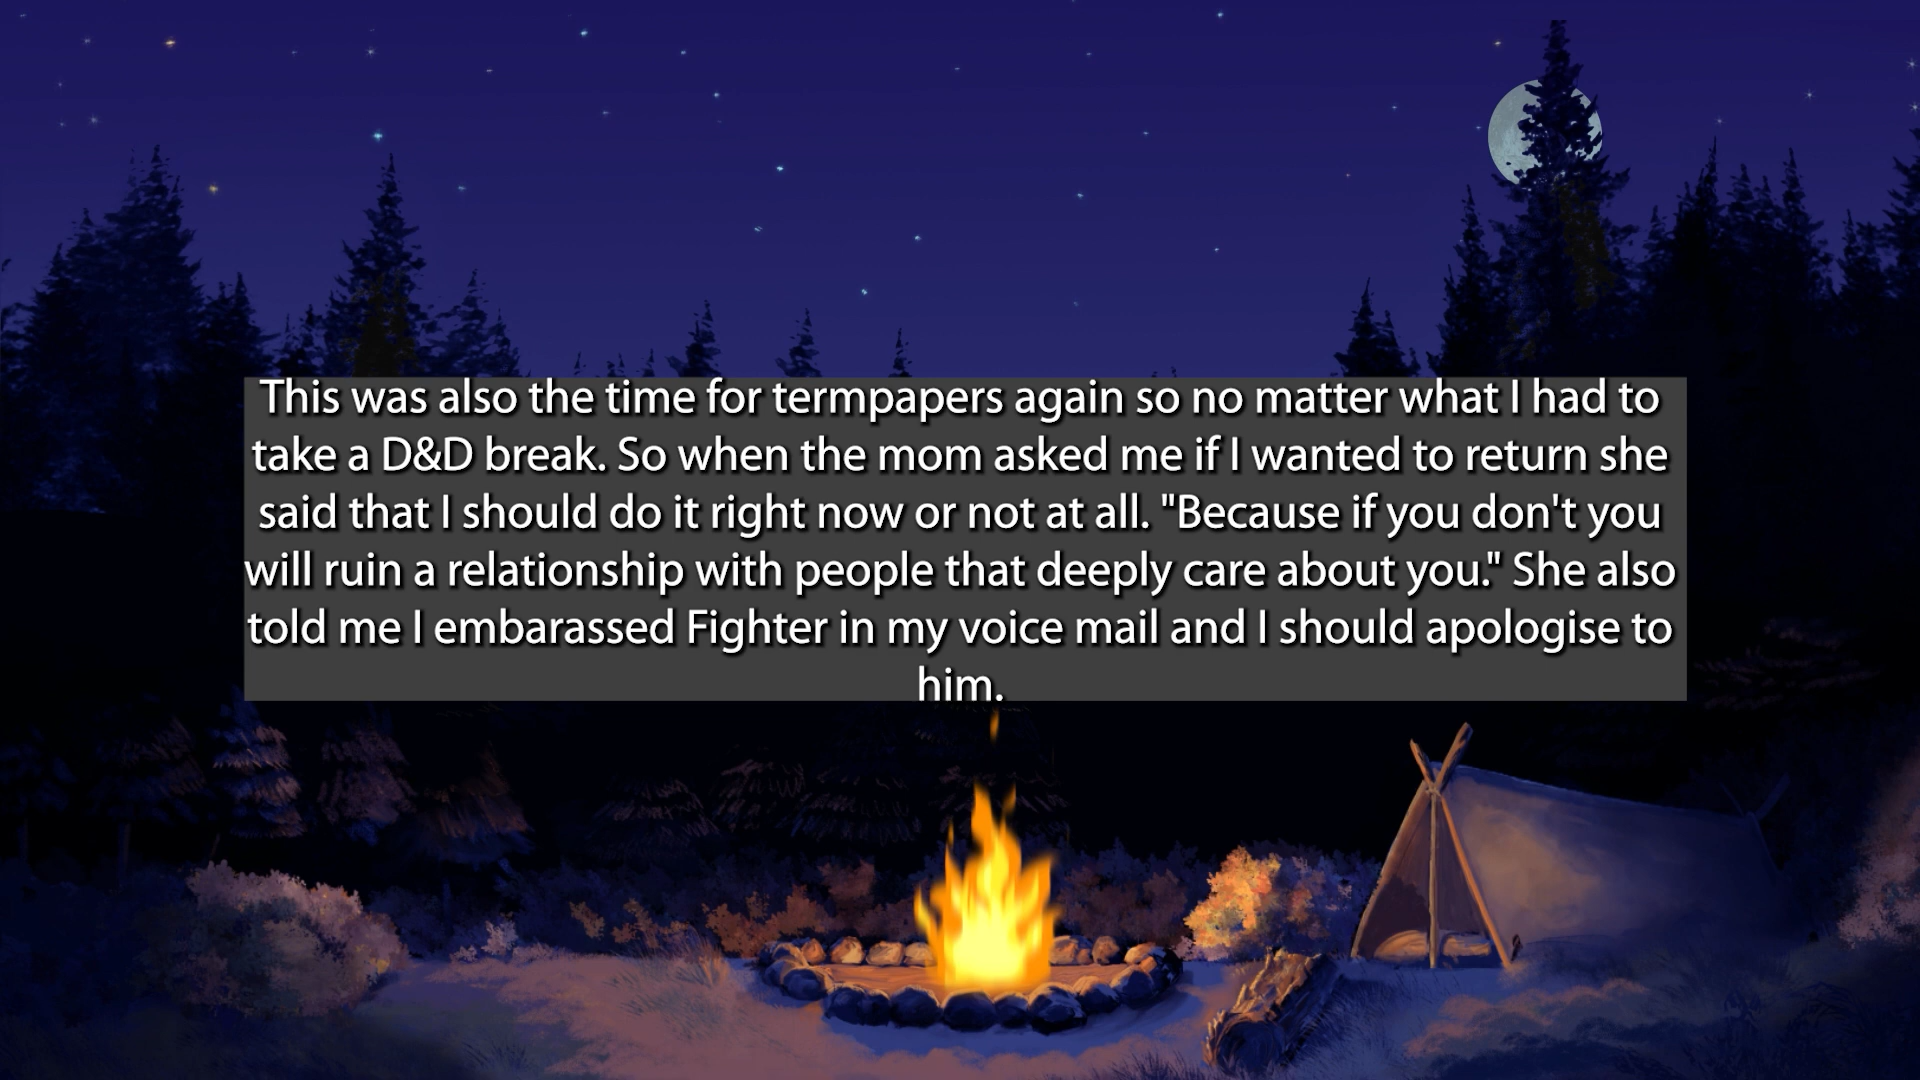 This was also the time for termpapers again so no matter what I had to
take a D&D break. So when the mom asked me if I wanted to return she
said that I should do it right now or not at all. "Because if you don't you
will ruin a relationship with people that deeply care about you." She also
told me I embarassed Fighter in my voice mail and I should apologise to
him.